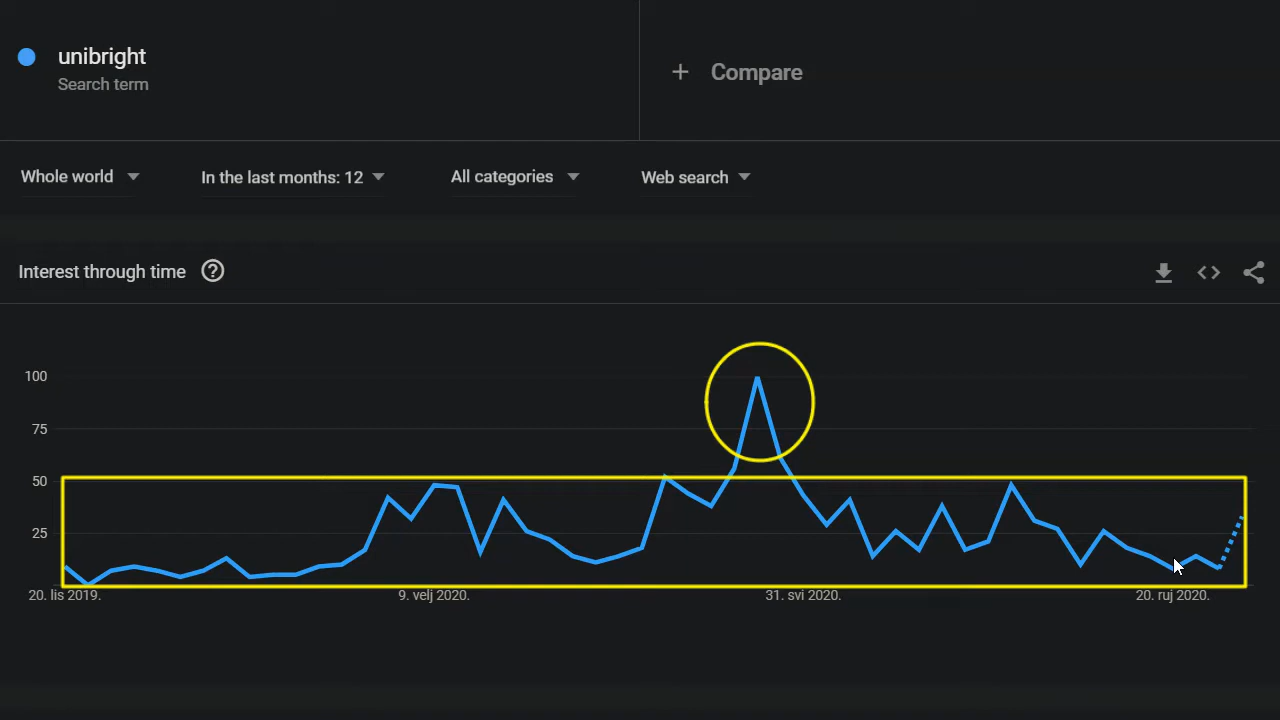 unibright
Search term
+ Compare
Whole world
In the last months: 12
All categories
Web search
Interest through time ?
100
75
50
25
20. lis 2019.
9. velj 2020.
31. svi 2020.
20. ruj 2020.